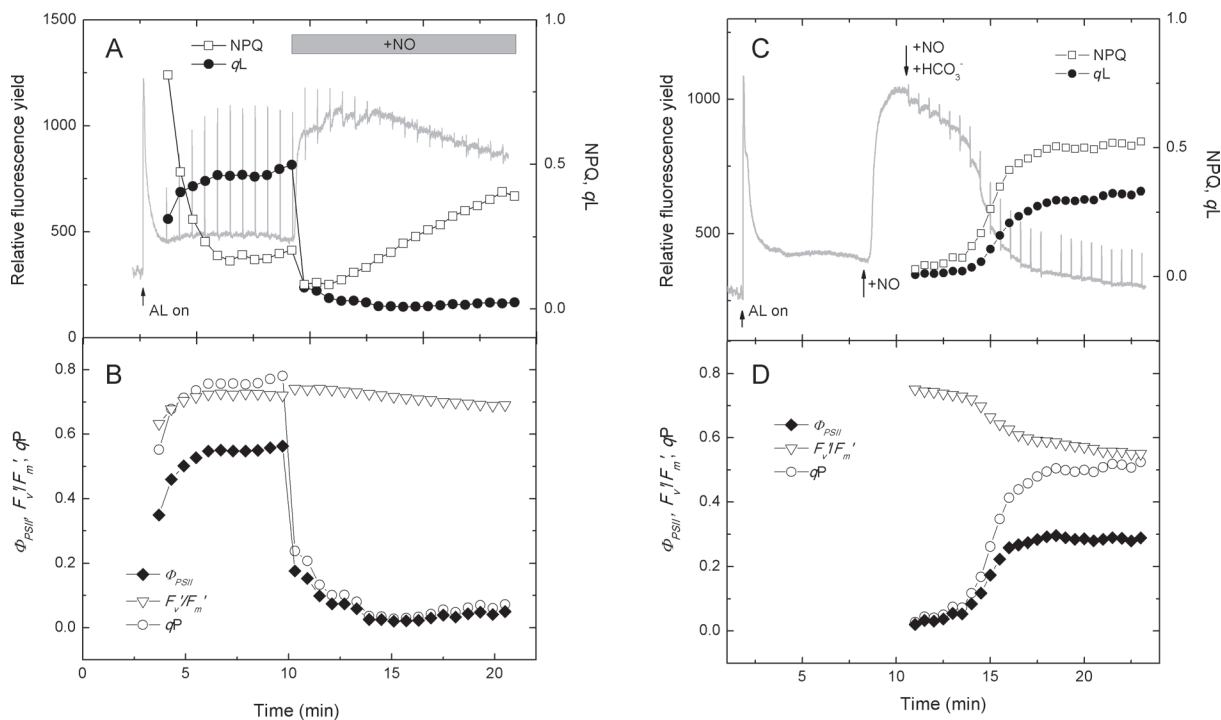 A
NPQ
qL
+NO
AL on
Relative fluorescence yield
1500
1000
500
0
NPQ, qL
1.0
0.5
0.0
B
Φ_PSII
F_v'/F_m'
qP
Φ_PSII, F_v'/F_m', qP
0.8
0.6
0.4
0.2
0.0
0 5 10 15 20
Time (min)
C
+NO
+HCO₃⁻
NPQ
qL
+NO
AL on
Relative fluorescence yield
1000
500
NPQ, qL
1.0
0.5
0.0
D
Φ_PSII
F_v'/F_m'
qP
Φ_PSII, F_v'/F_m', qP
0.8
0.6
0.4
0.2
0.0
5 10 15 20
Time (min)